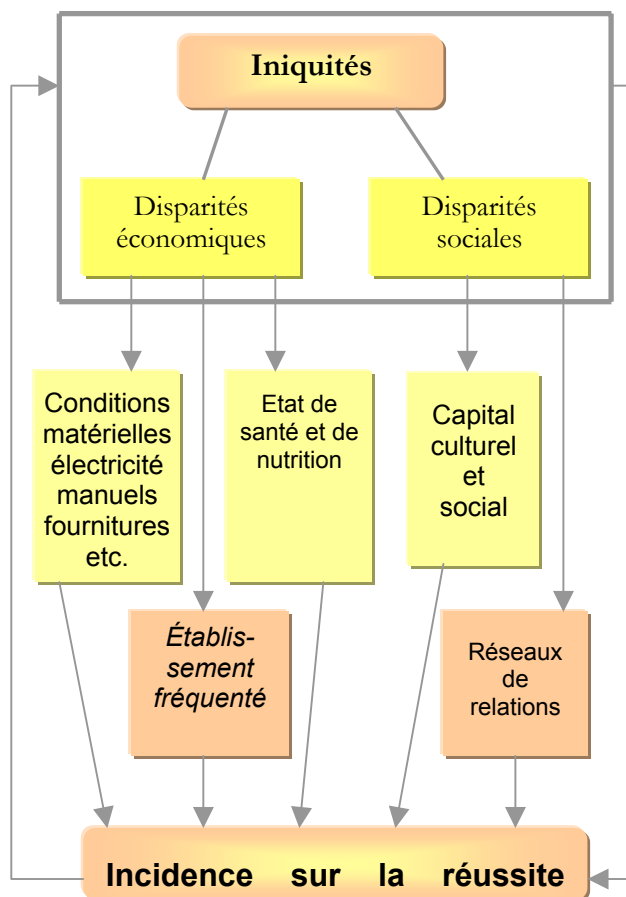 Iniquités
Disparités
économiques
Disparités
sociales
Conditions
matérielles
électricité
manuels
fournitures
etc.
Etat de
santé et de
nutrition
Capital
culturel
et
social
Établis-
sement
fréquenté
Réseaux
de
relations
Incidence sur la réussite